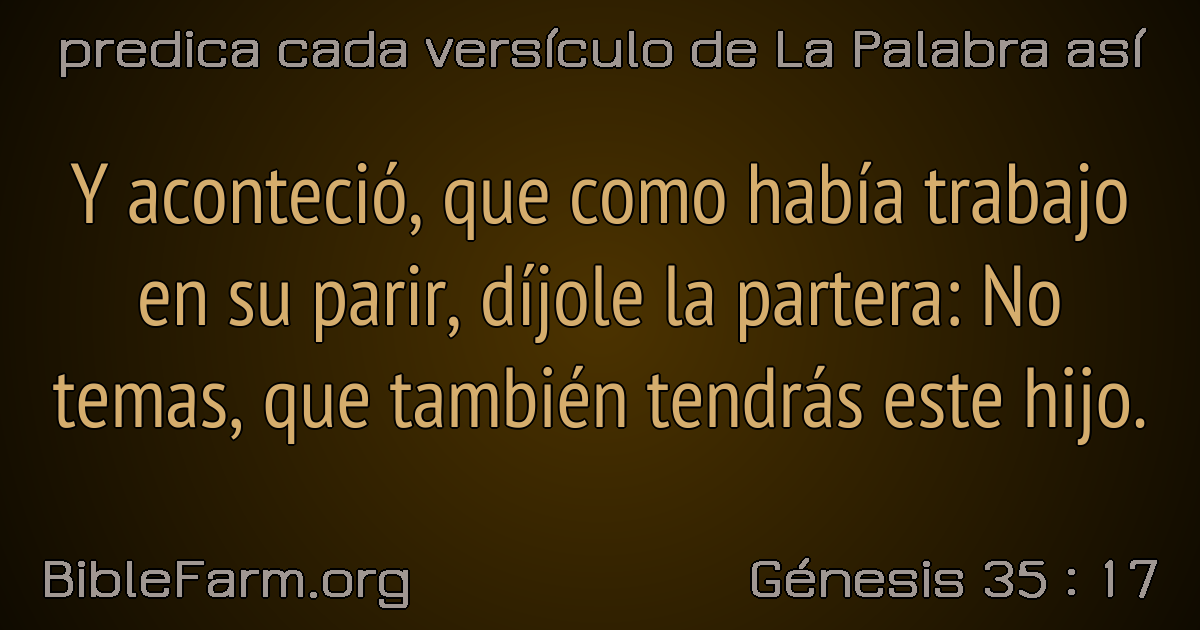 predica cada versículo de La Palabra así
Y aconteció, que como había trabajo
en su parir, díjole la partera: No
temas, que también tendrás este hijo.
BibleFarm.org
Génesis 35 : 17